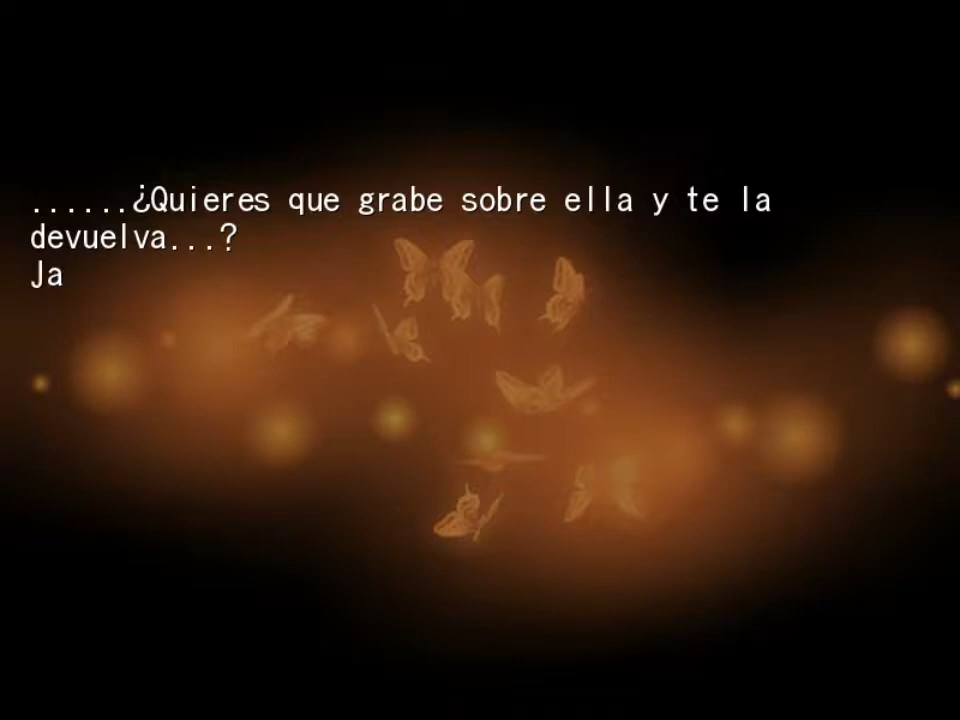 ......¿Quieres que grabe sobre ella y te la
devuelva...?
Ja